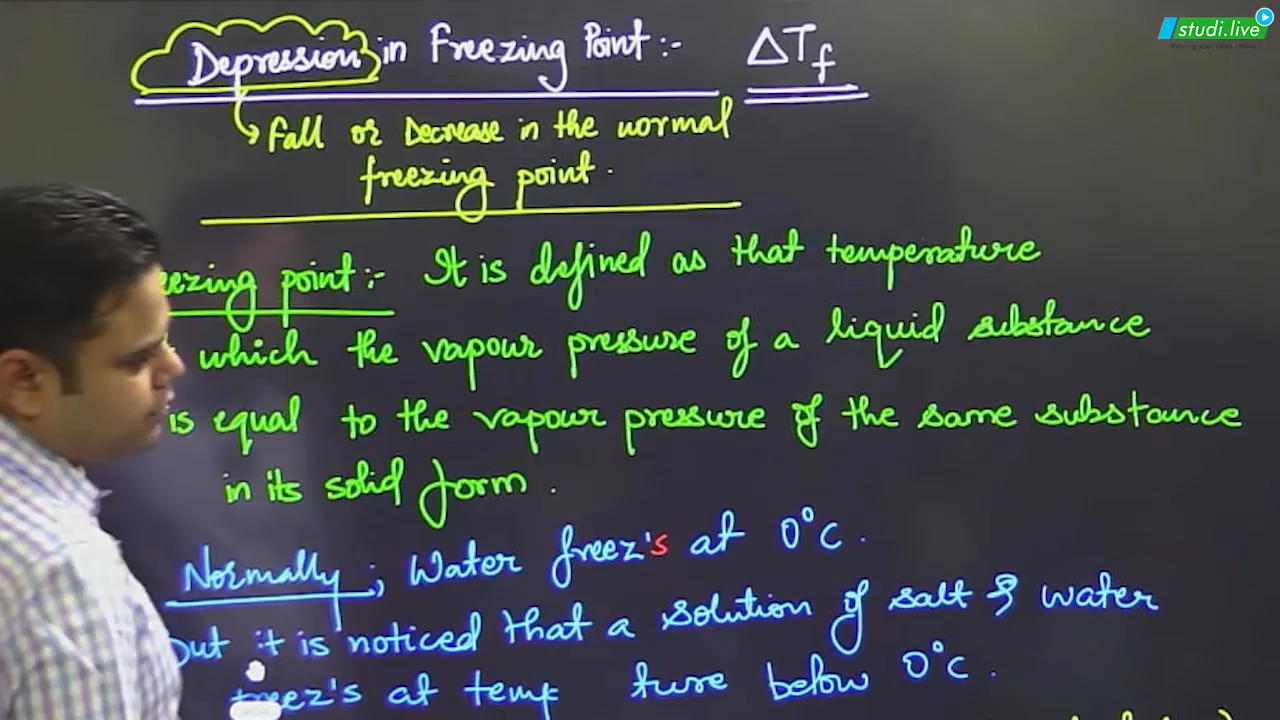 studi.live
Depression in Freezing Point :- ΔTf
Fall or Decrease in the normal
freezing point.
eezing point :- It is defined as that temperature
which the vapour pressure of a liquid substance
is equal to the vapour pressure of the same substance
in its solid form.
Normally; Water freez's at 0°C.
but it is noticed that a solution of salt & water
freez's at temp ture below 0°C.